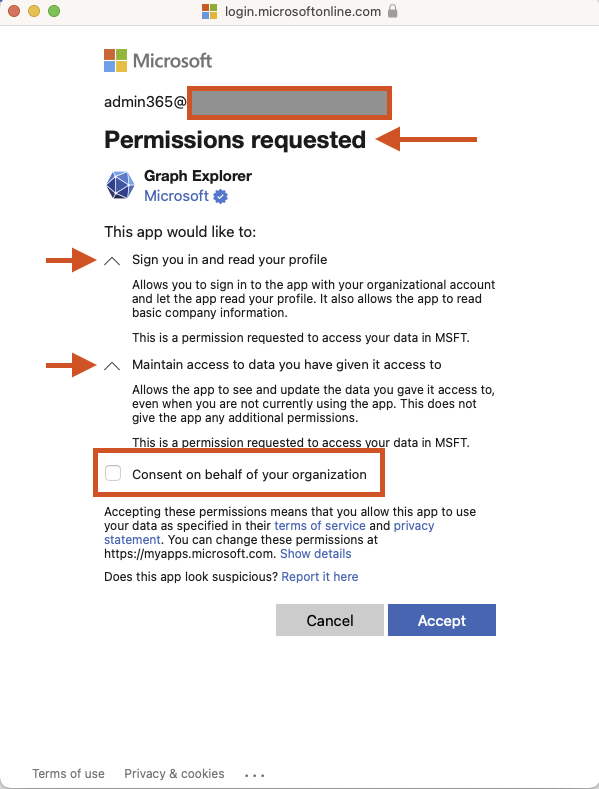 login.microsoftonline.com
Microsoft
admin365@
Permissions requested
Graph Explorer
Microsoft
This app would like to:
Sign you in and read your profile
Allows you to sign in to the app with your organizational account
and let the app read your profile. It also allows the app to read
basic company information.
This is a permission requested to access your data in MSFT.
Maintain access to data you have given it access to
Allows the app to see and update the data you gave it access to,
even when you are not currently using the app. This does not
give the app any additional permissions.
This is a permission requested to access your data in MSFT.
Consent on behalf of your organization
Accepting these permissions means that you allow this app to use
your data as specified in their terms of service and privacy
statement. You can change these permissions at
https://myapps.microsoft.com. Show details
Does this app look suspicious? Report it here
Cancel Accept
Terms of use Privacy & cookies ...